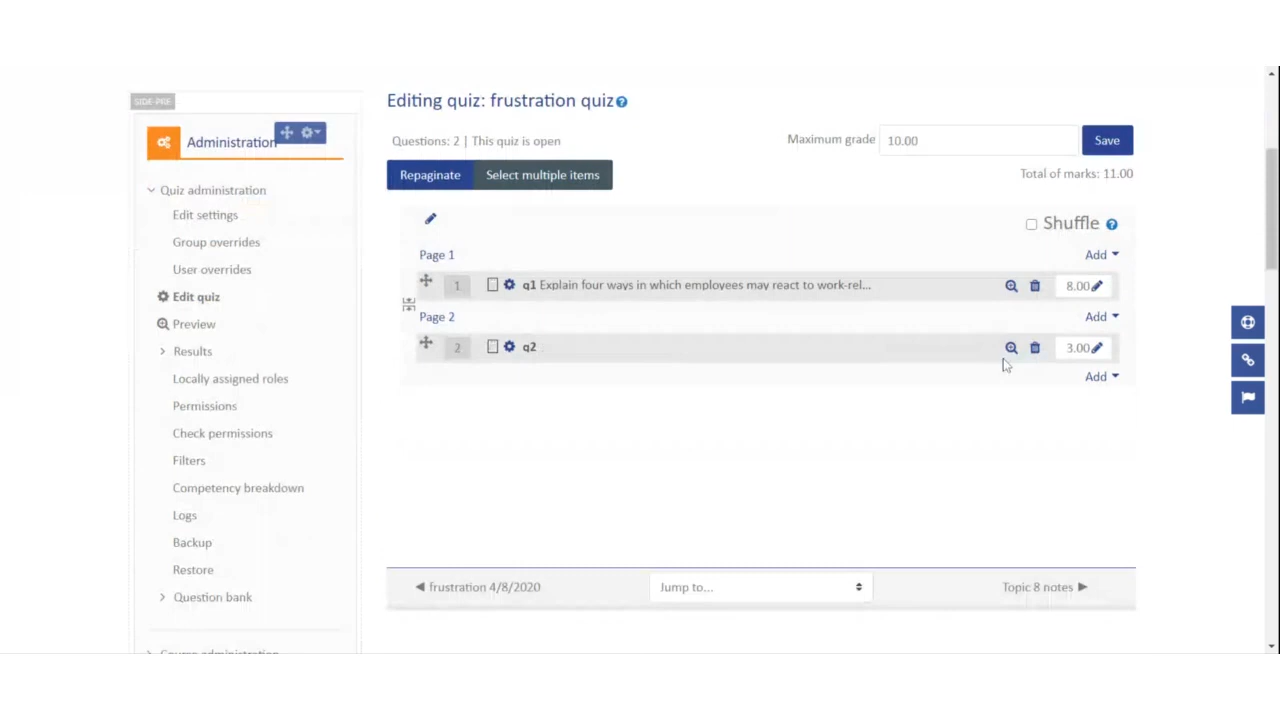 SIDE-PRE
Administration
Quiz administration
Edit settings
Group overrides
User overrides
Edit quiz
Preview
Results
Locally assigned roles
Permissions
Check permissions
Filters
Competency breakdown
Logs
Backup
Restore
Question bank
Course administration
Editing quiz: frustration quiz
Questions: 2 | This quiz is open
Maximum grade 10.00 Save
Repaginate Select multiple items
Total of marks: 11.00
Shuffle
Page 1 Add
1 q1 Explain four ways in which employees may react to work-rel... 8.00
Page 2 Add
2 q2 3.00
Add
frustration 4/8/2020 Jump to... Topic 8 notes